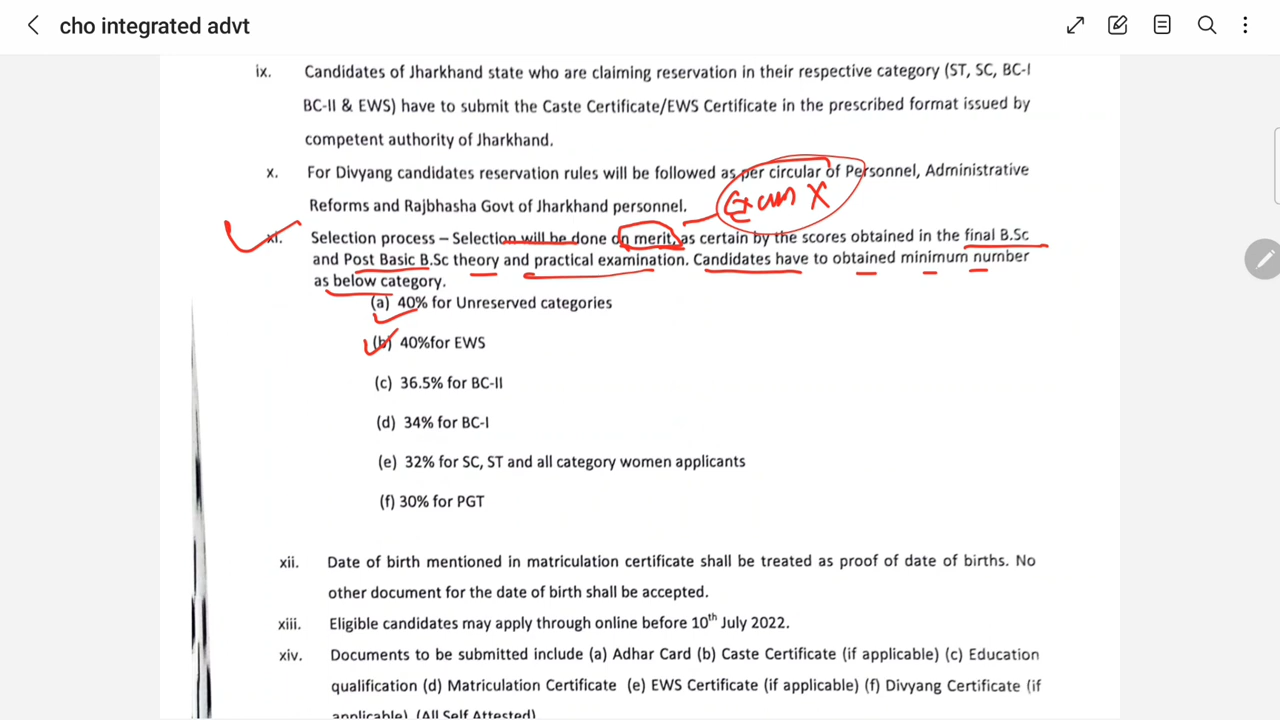 cho integrated advt
ix. Candidates of Jharkhand state who are claiming reservation in their respective category (ST, SC, BC-I
BC-II & EWS) have to submit the Caste Certificate/EWS Certificate in the prescribed format issued by
competent authority of Jharkhand.
x. For Divyang candidates reservation rules will be followed as per circular of Personnel, Administrative
Reforms and Rajbhasha Govt of Jharkhand personnel.
Exam X
xi. Selection process – Selection will be done on merit, as certain by the scores obtained in the final B.Sc
and Post Basic B.Sc theory and practical examination. Candidates have to obtained minimum number
as below category.
(a) 40% for Unreserved categories
(b) 40%for EWS
(c) 36.5% for BC-II
(d) 34% for BC-I
(e) 32% for SC, ST and all category women applicants
(f) 30% for PGT
xii. Date of birth mentioned in matriculation certificate shall be treated as proof of date of births. No
other document for the date of birth shall be accepted.
xiii. Eligible candidates may apply through online before 10th July 2022.
xiv. Documents to be submitted include (a) Adhar Card (b) Caste Certificate (if applicable) (c) Education
qualification (d) Matriculation Certificate (e) EWS Certificate (if applicable) (f) Divyang Certificate (if
applicable) (All Self Attested)